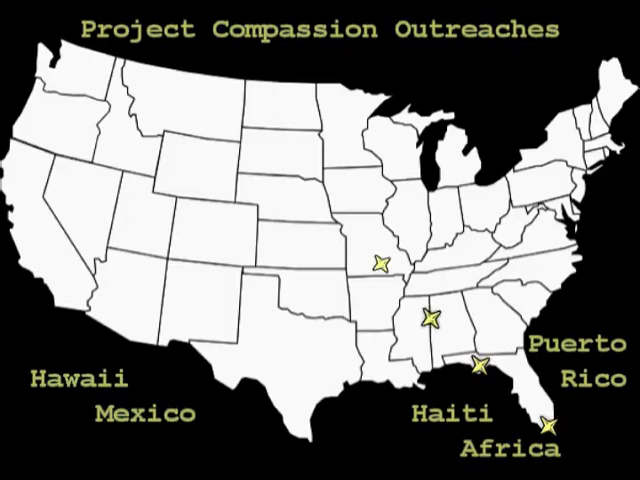 Project Compassion Outreaches
Puerto
Rico
Hawaii
Mexico
Haiti
Africa